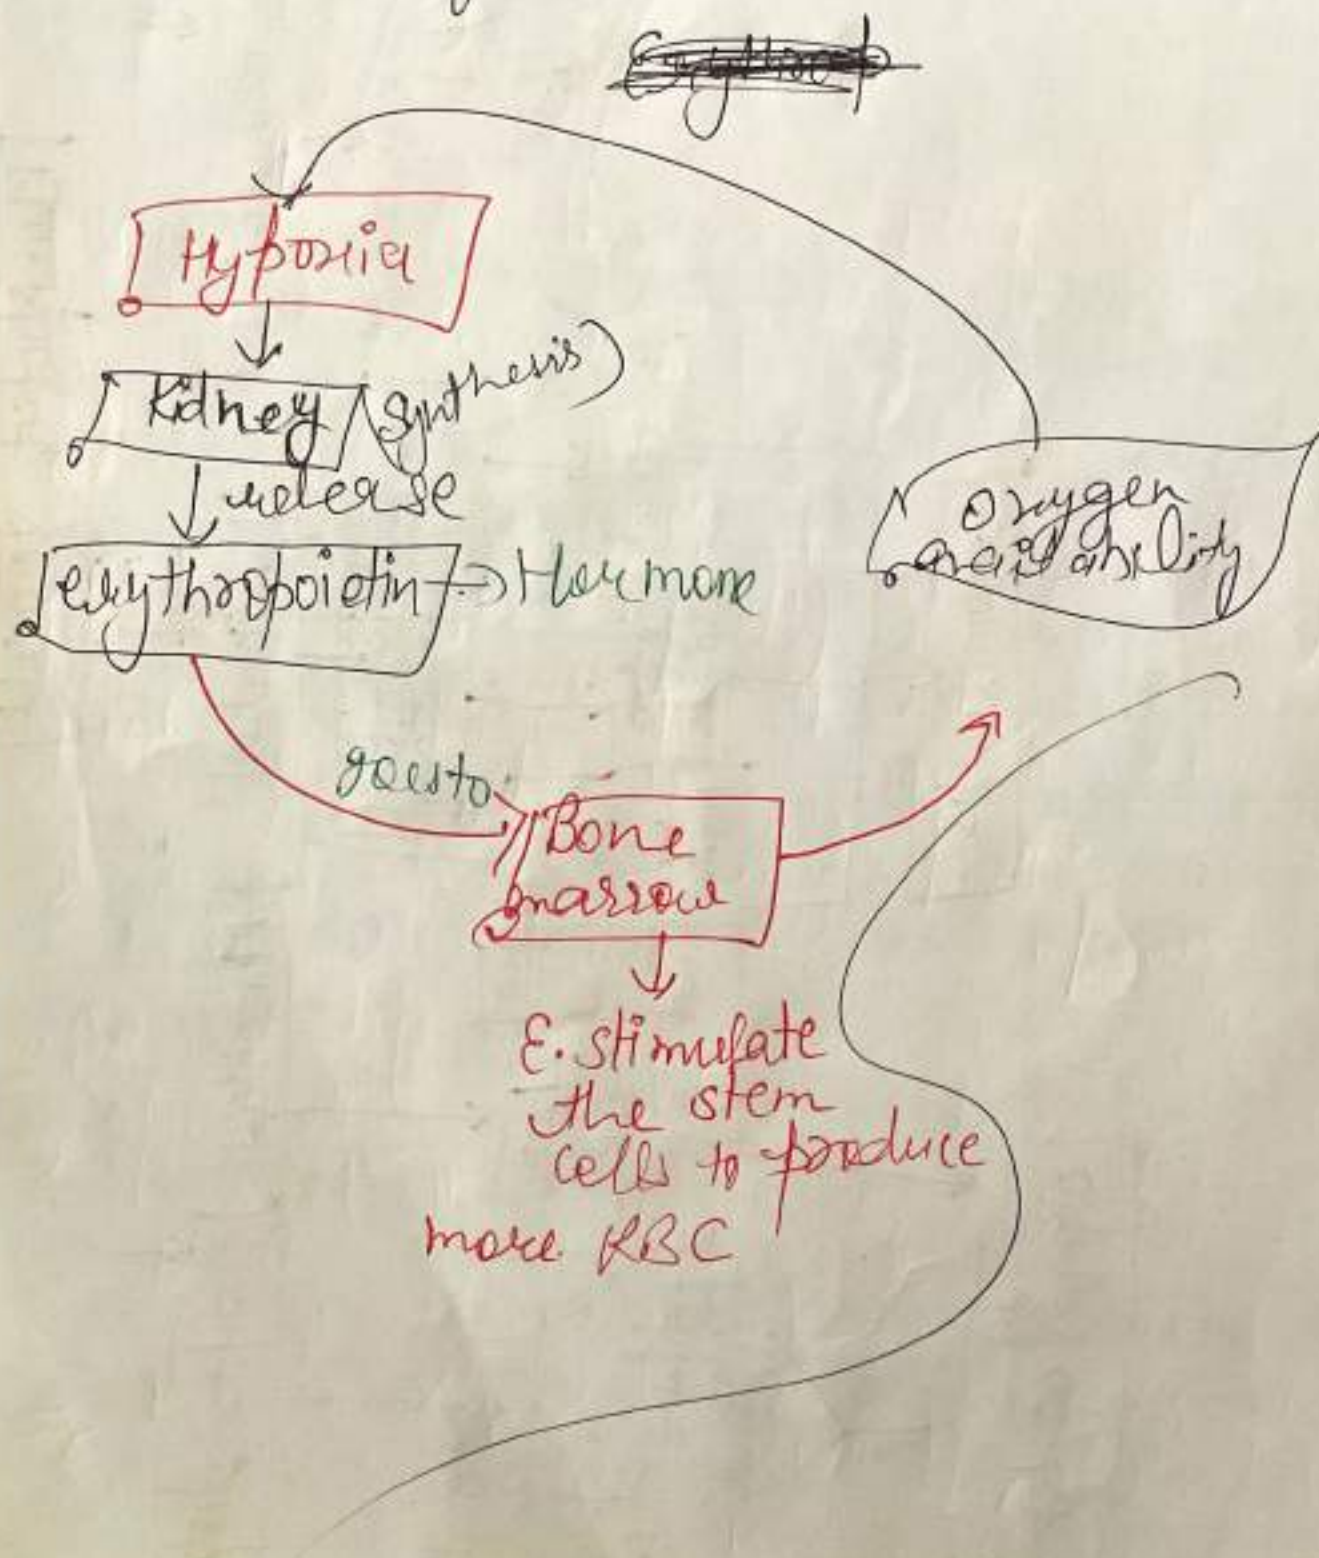 Hypoxia
Kidney (synthesis)
release
erythropoietin → Hormone
oxygen
availability
goes to
Bone
marrow
E. stimulate
the stem
cells to produce
more RBC